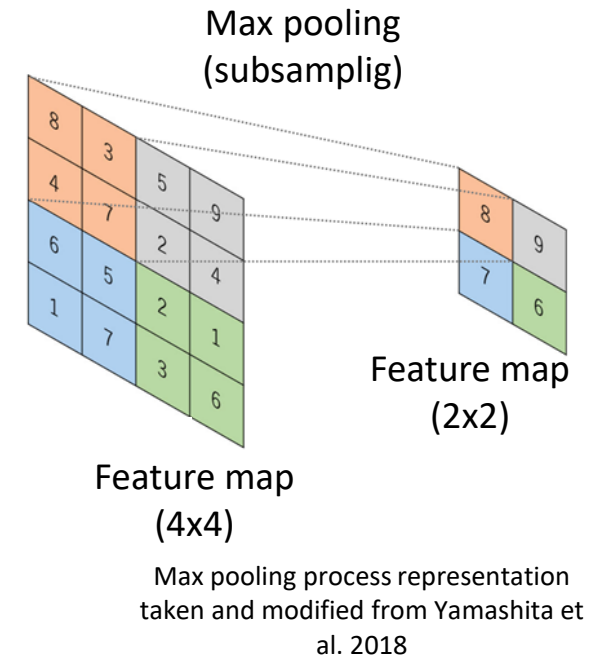 Max pooling
(subsamplig)
8 3 5 9
4 7 2 4
6 5 2 1
1 7 3 6
8 9
7 6
Feature map
(2x2)
Feature map
(4x4)
Max pooling process representation
taken and modified from Yamashita et
al. 2018